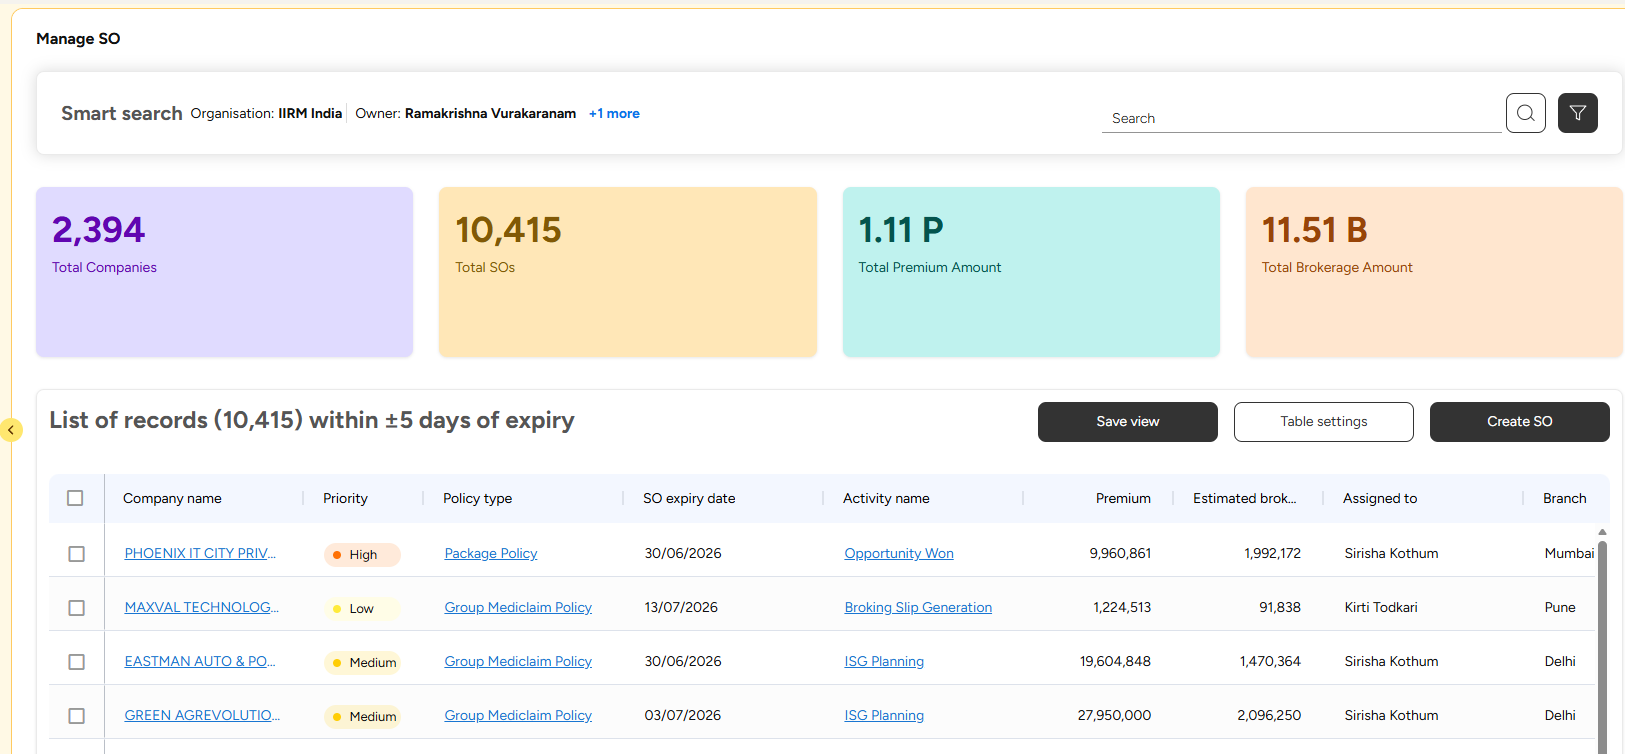 Manage SO
Smart search Organisation: IIRM India Owner: Ramakrishna Vurakaranam +1 more Search
2,394 10,415 1.11 P 11.51 B
Total Companies Total SOs Total Premium Amount Total Brokerage Amount
List of records (10,415) within ±5 days of expiry Save view Table settings Create SO
Company name Priority Policy type SO expiry date Activity name Premium Estimated brok... Assigned to Branch
PHOENIX IT CITY PRIV... High Package Policy 30/06/2026 Opportunity Won 9,960,861 1,992,172 Sirisha Kothum Mumbai
MAXVAL TECHNOLOG... Low Group Mediclaim Policy 13/07/2026 Broking Slip Generation 1,224,513 91,838 Kirti Todkari Pune
EASTMAN AUTO & PO... Medium Group Mediclaim Policy 30/06/2026 ISG Planning 19,604,848 1,470,364 Sirisha Kothum Delhi
GREEN AGREVOLUTIO... Medium Group Mediclaim Policy 03/07/2026 ISG Planning 27,950,000 2,096,250 Sirisha Kothum Delhi